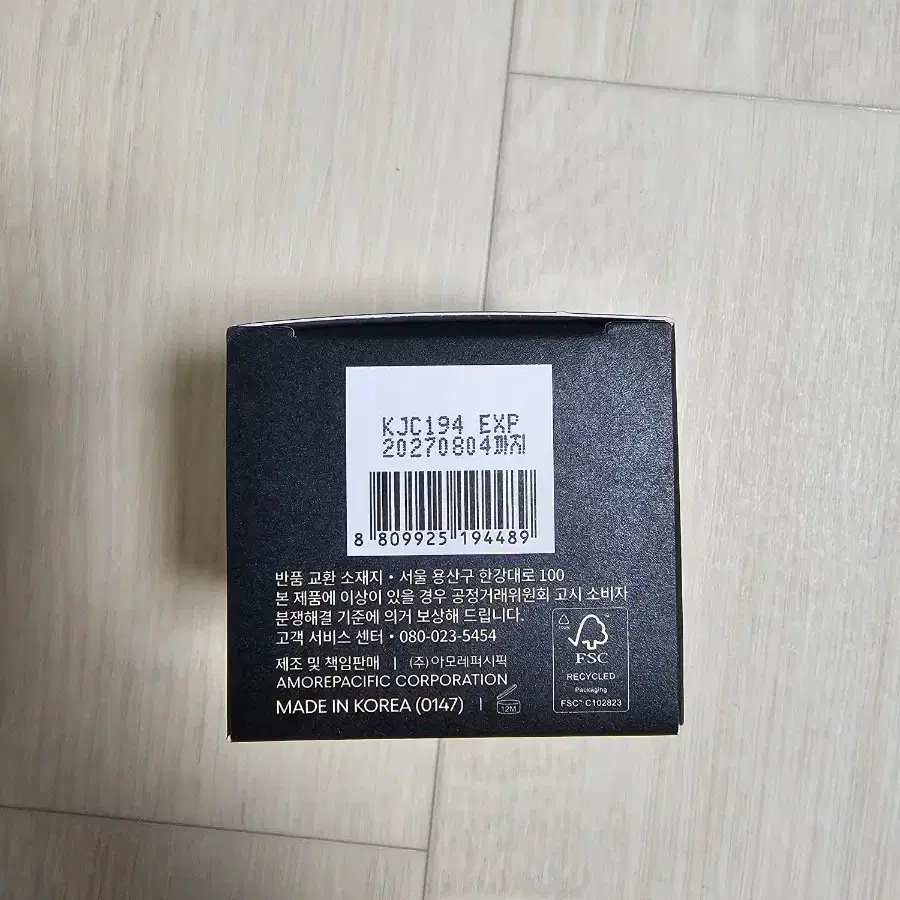 KJC194 EXP
20270804까지
8 809925 194489
반품 교환 소재지 • 서울 용산구 한강대로 100
본 제품에 이상이 있을 경우 공정거래위원회 고시 소비자
분쟁해결 기준에 의거 보상해 드립니다.
고객 서비스 센터 • 080-023-5454
제조 및 책임판매 | (주)아모레퍼시픽
AMOREPACIFIC CORPORATION
MADE IN KOREA (0147) | 12M
FSC
RECYCLED
Packaging
FSC™ C102823